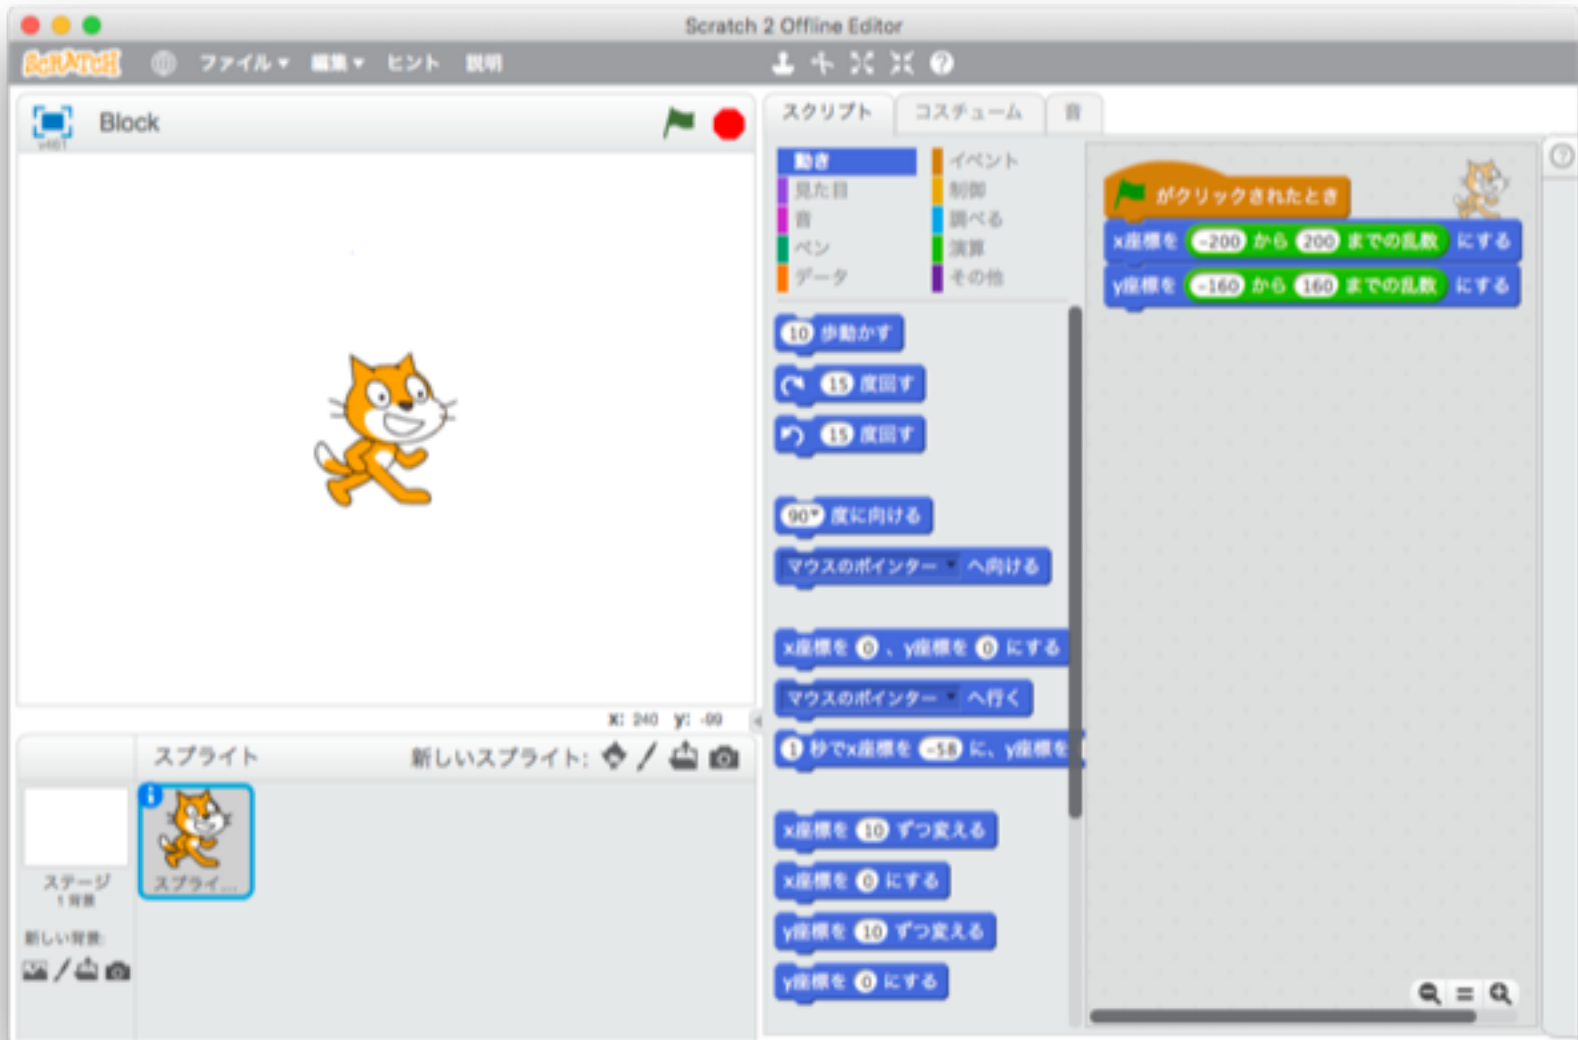 Scratch 2 Offline Editor
SCRATCH ファイル 編集 ヒント 説明
Block
v461
スクリプト コスチューム 音
動き イベント
見た目 制御
音 調べる
ペン 演算
データ その他
がクリックされたとき
x座標を -200 から 200 までの乱数 にする
y座標を -160 から 160 までの乱数 にする
10 歩動かす
15 度回す
15 度回す
90 度に向ける
マウスのポインター へ向ける
x座標を 0 、y座標を 0 にする
マウスのポインター へ行く
1 秒でx座標を -58 に、y座標を
x座標を 10 ずつ変える
x座標を 0 にする
y座標を 10 ずつ変える
y座標を 0 にする
x: 240 y: -99
スプライト 新しいスプライト:
スプライ...
ステージ
1 背景
新しい背景: